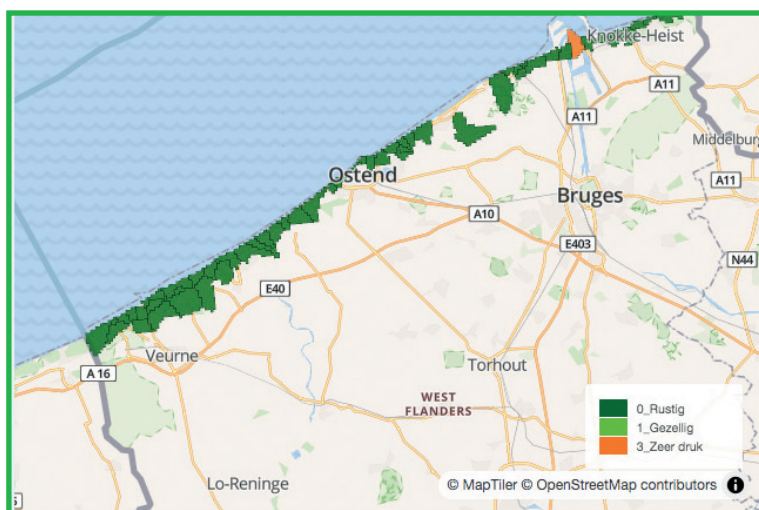 Knokke-Heist
A11
A11
Middelburg
Ostend
Bruges
A11
A10
E403
N44
E40
Veurne
A 16
Torhout
WEST
FLANDERS
0_Rustig
1_Gezellig
3_Zeer druk
Lo-Reninge
© MapTiler © OpenStreetMap contributors